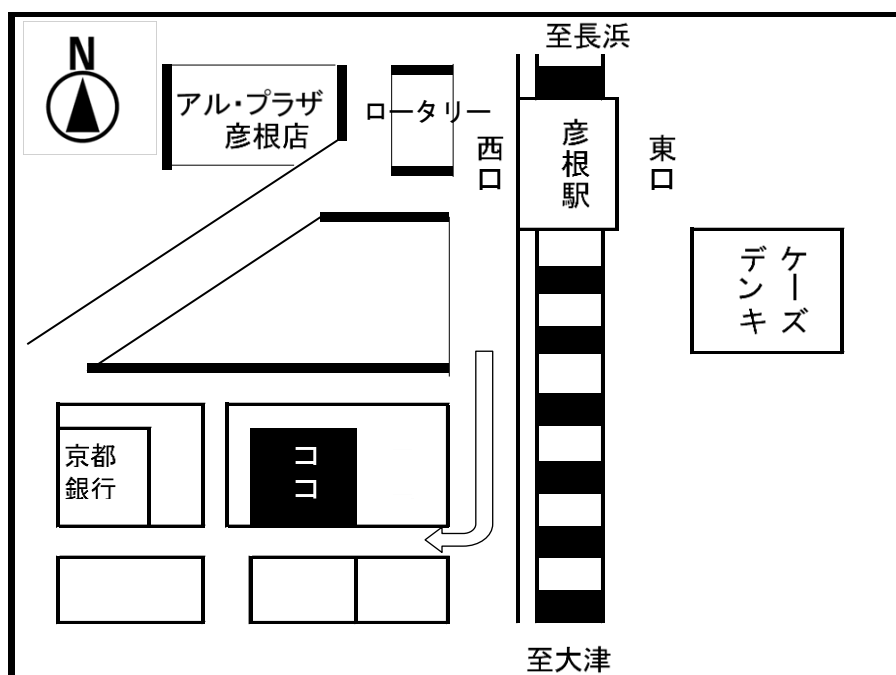 N
至長浜
アル・プラザ
彦根店
ロータリー
西口
彦根駅
東口
ケーズ
デンキ
京都
銀行
ココ
至大津